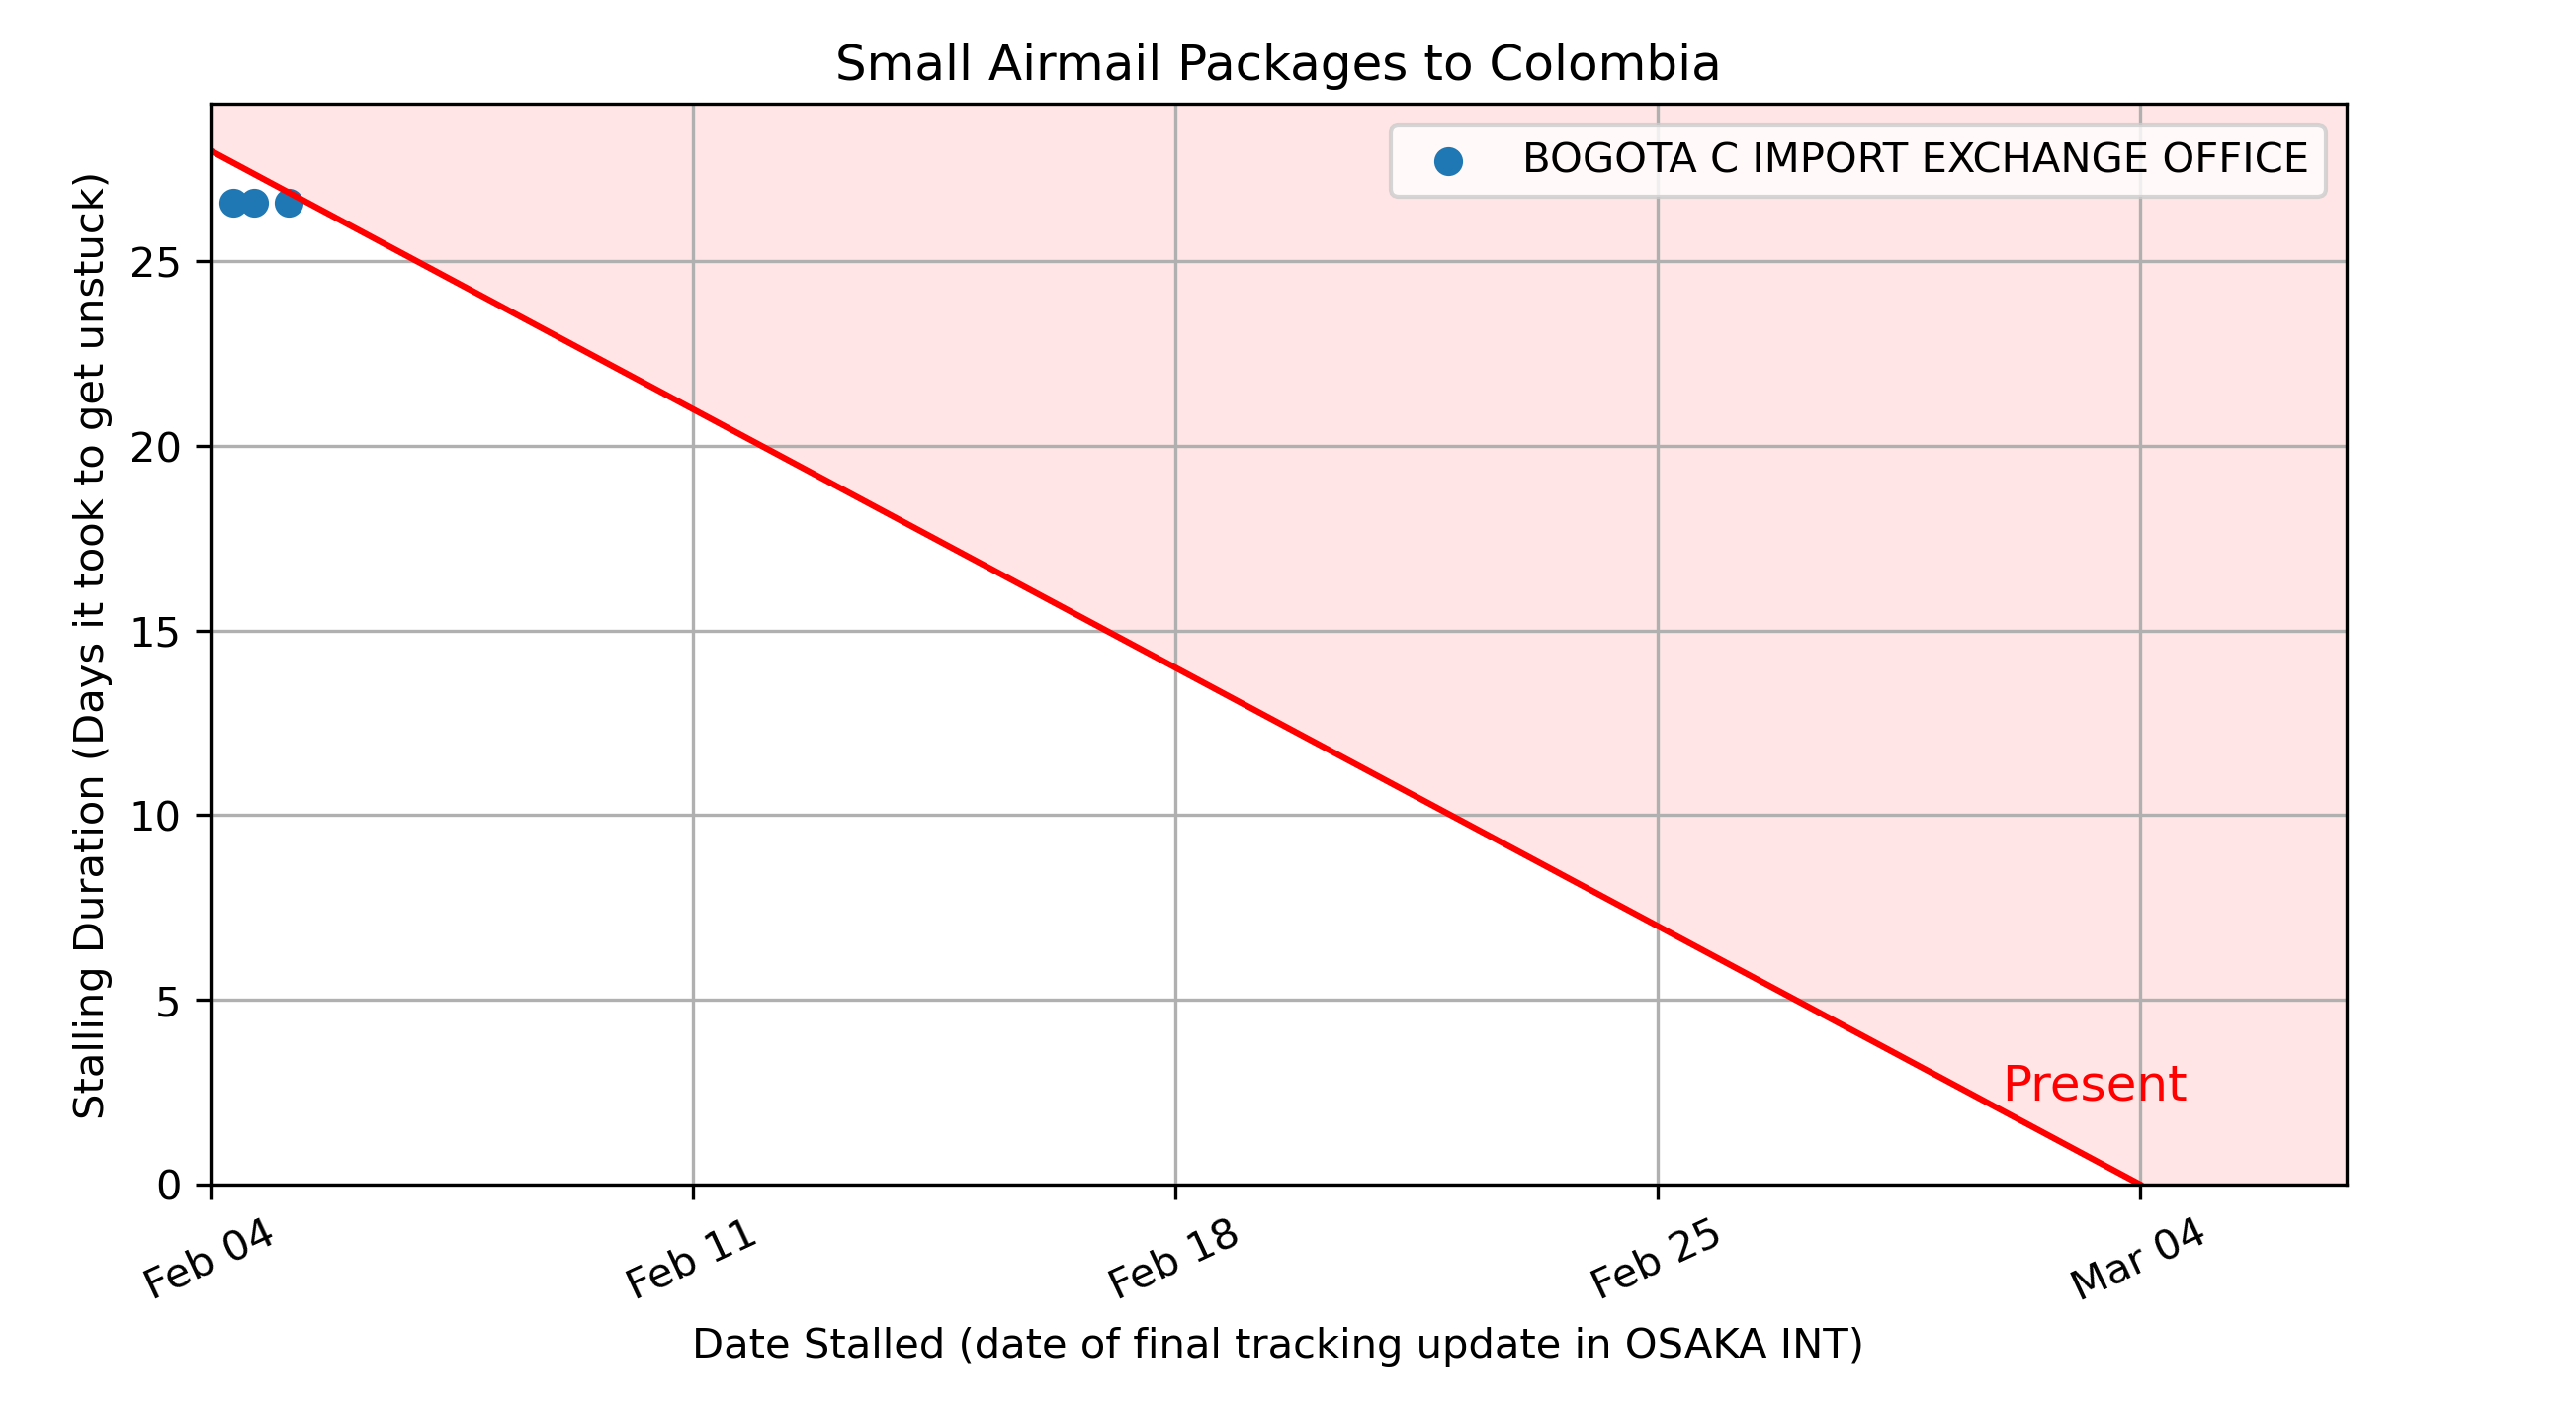 Small Airmail Packages to Colombia
BOGOTA C IMPORT EXCHANGE OFFICE
Stalling Duration (Days it took to get unstuck)
25
20
15
10
5
0
Present
Feb 04
Feb 11
Feb 18
Feb 25
Mar 04
Date Stalled (date of final tracking update in OSAKA INT)